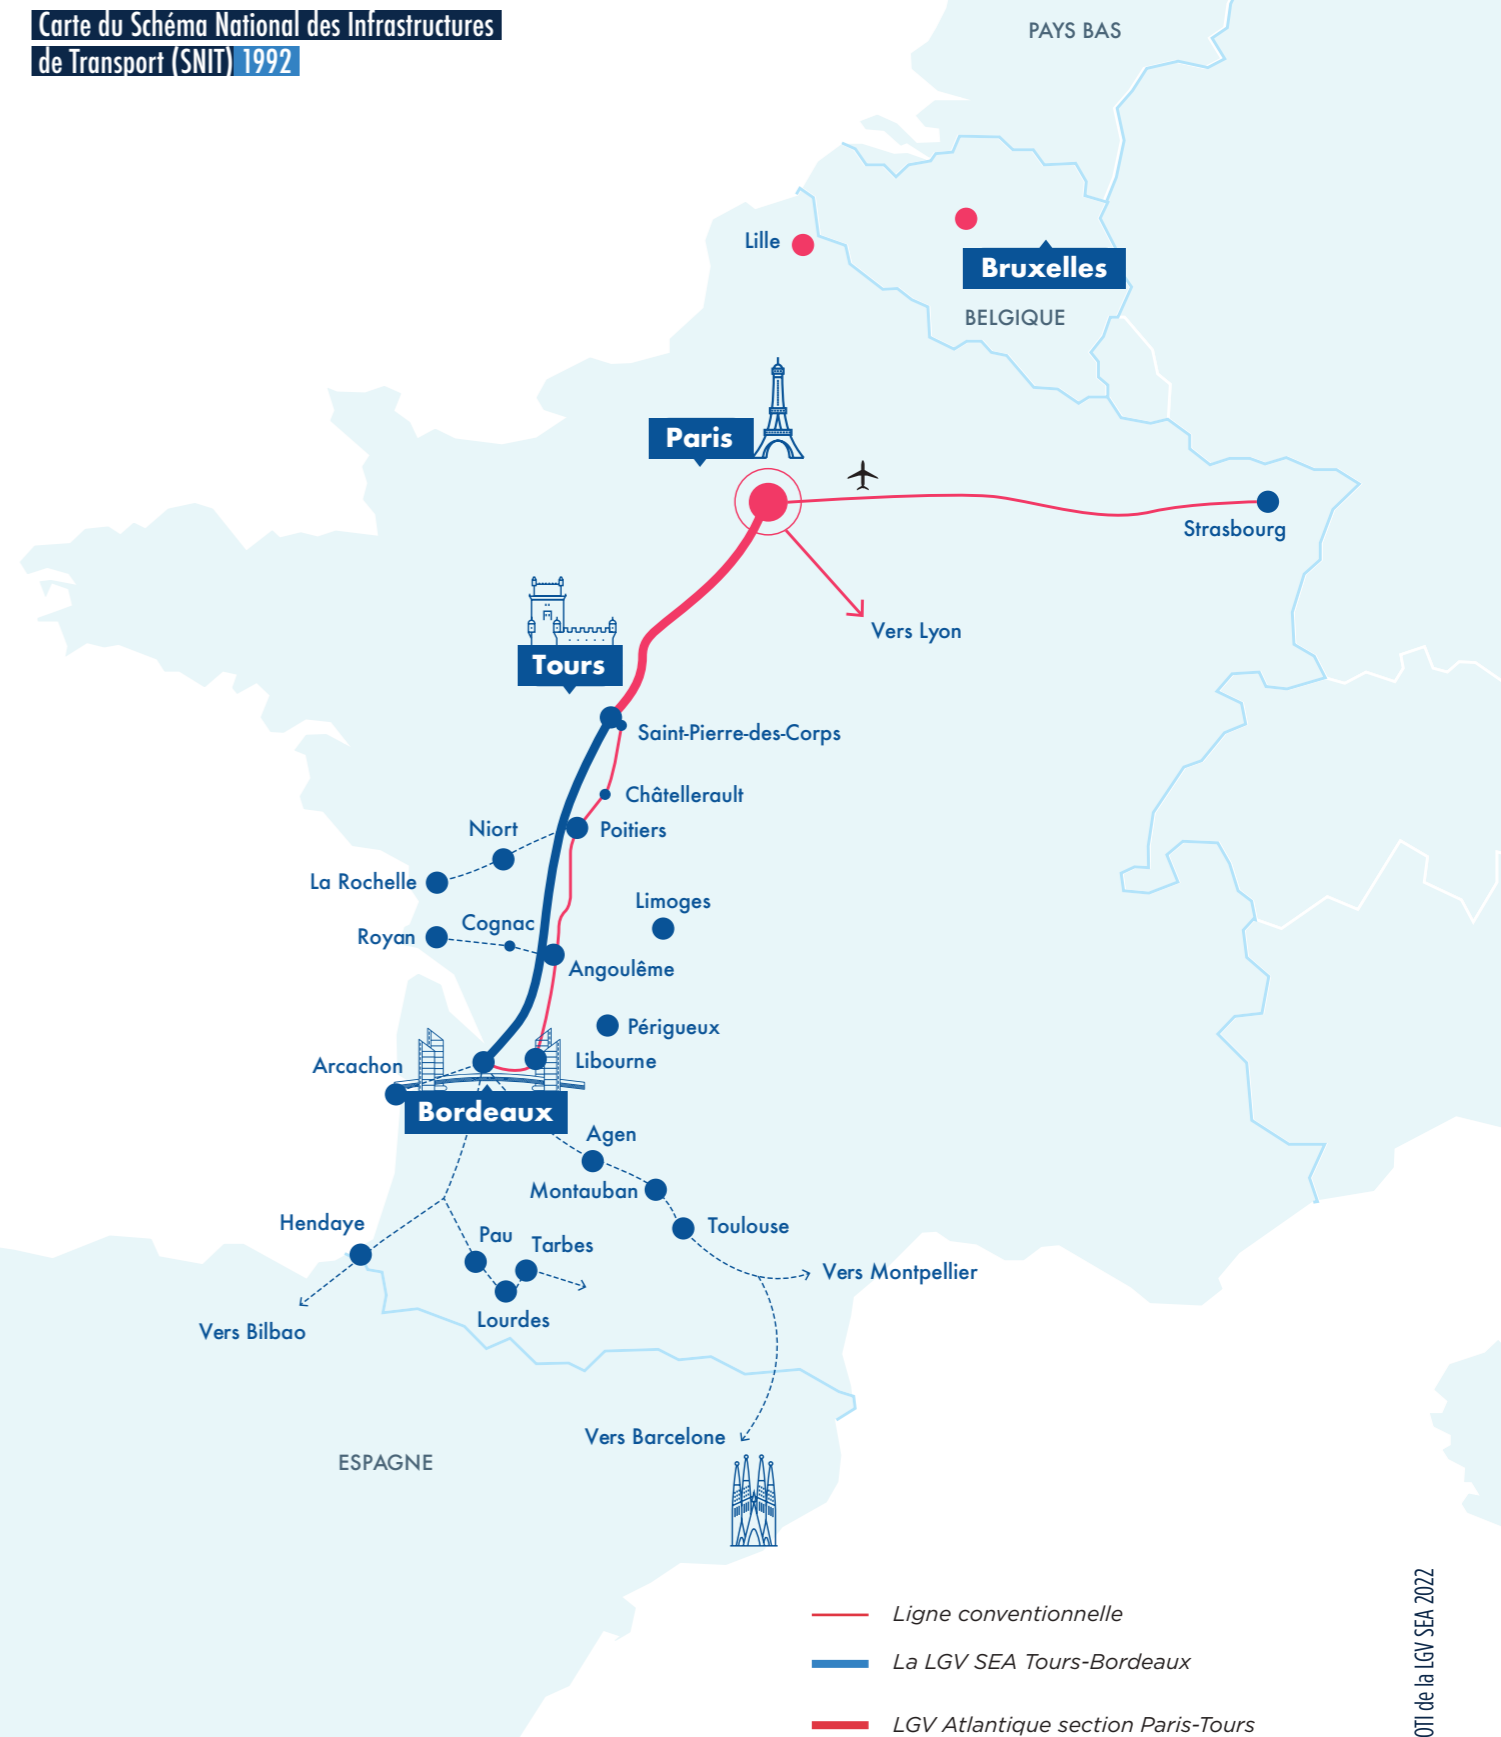 Carte du Schéma National des Infrastructures
de Transport (SNIT) 1992
PAYS BAS
Lille
Bruxelles
BELGIQUE
Paris
Strasbourg
Vers Lyon
Tours
Saint-Pierre-des-Corps
Châtellerault
Niort
Poitiers
La Rochelle
Limoges
Cognac
Royan
Angoulême
Périgueux
Arcachon
Libourne
Bordeaux
Agen
Montauban
Hendaye
Pau
Toulouse
Tarbes
Vers Montpellier
Lourdes
Vers Bilbao
Vers Barcelone
ESPAGNE
Ligne conventionnelle
La LGV SEA Tours-Bordeaux
LGV Atlantique section Paris-Tours
OTI de la LGV SEA 2022